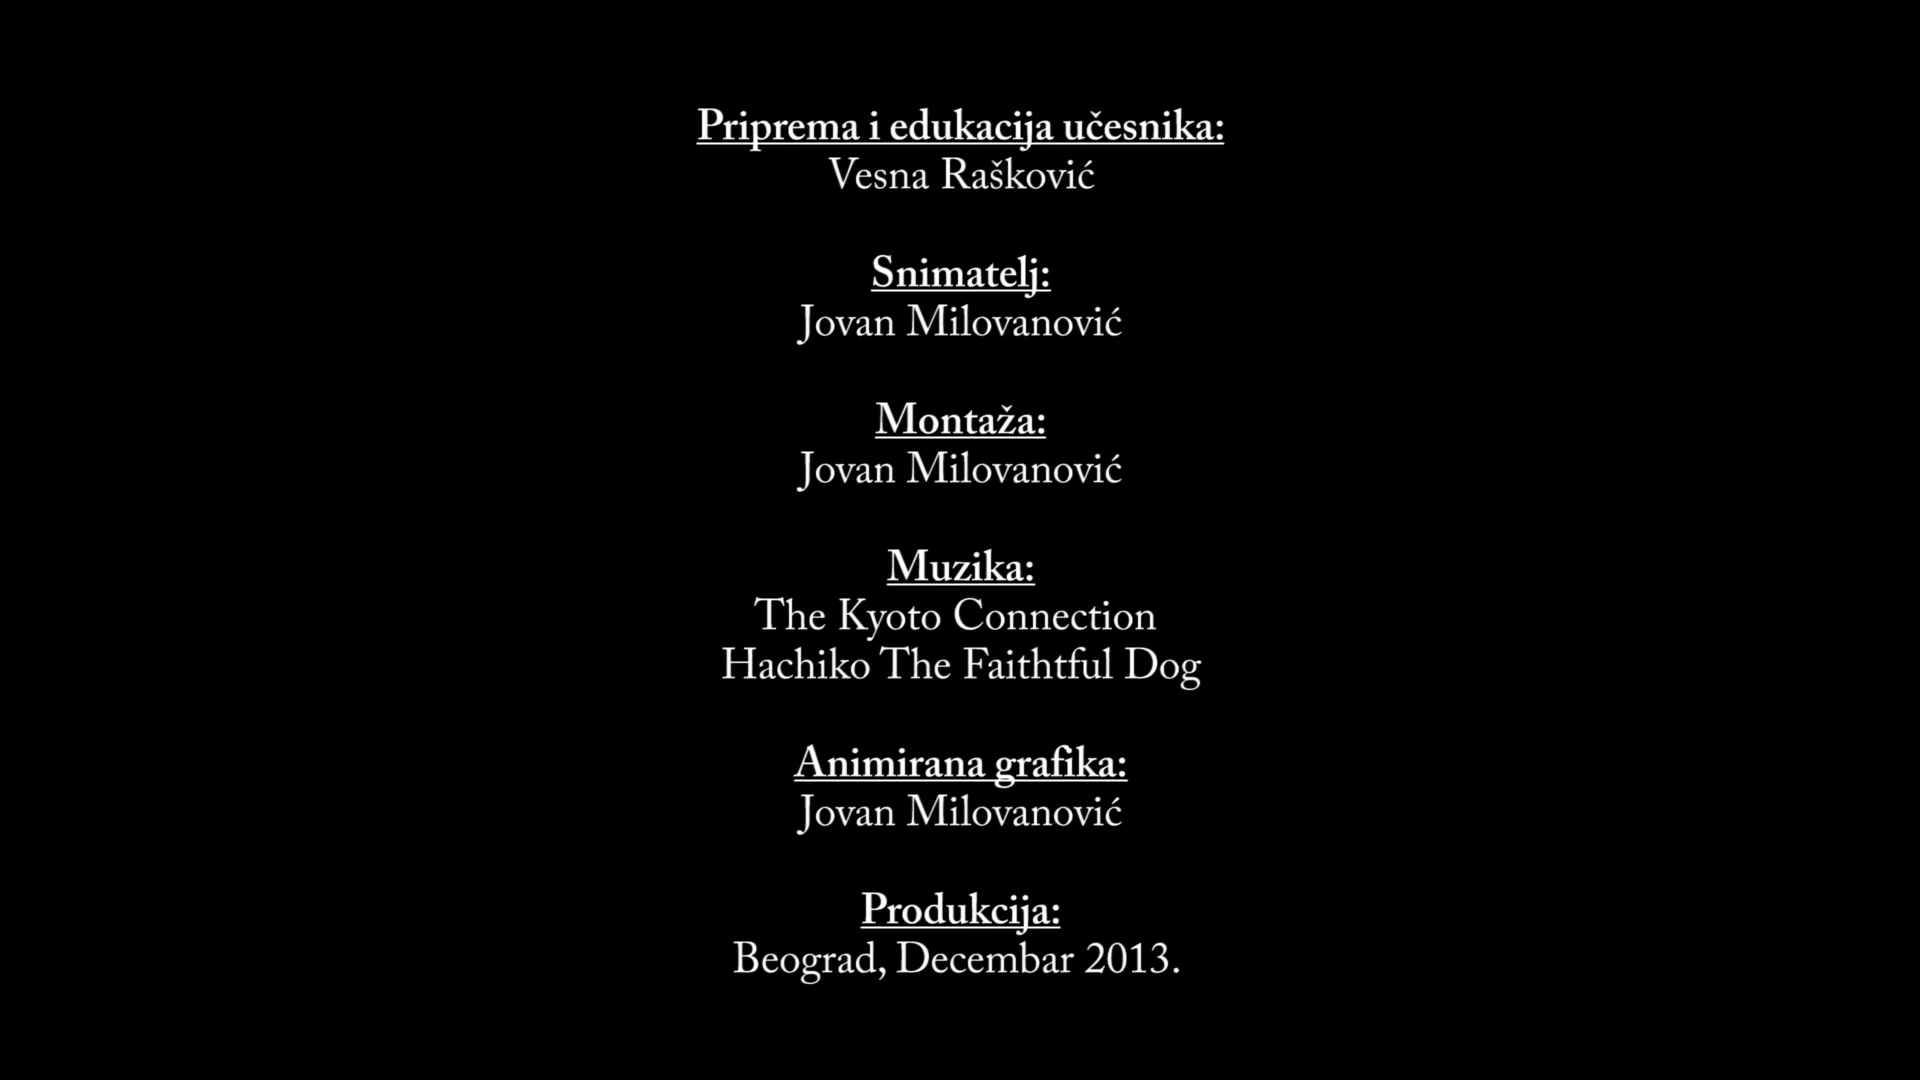 Priprema i edukacija učesnika:
Vesna Rašković
Snimatelj:
Jovan Milovanović
Montaža:
Jovan Milovanović
Muzika:
The Kyoto Connection
Hachiko The Faithtful Dog
Animirana grafika:
Jovan Milovanović
Produkcija:
Beograd, Decembar 2013.